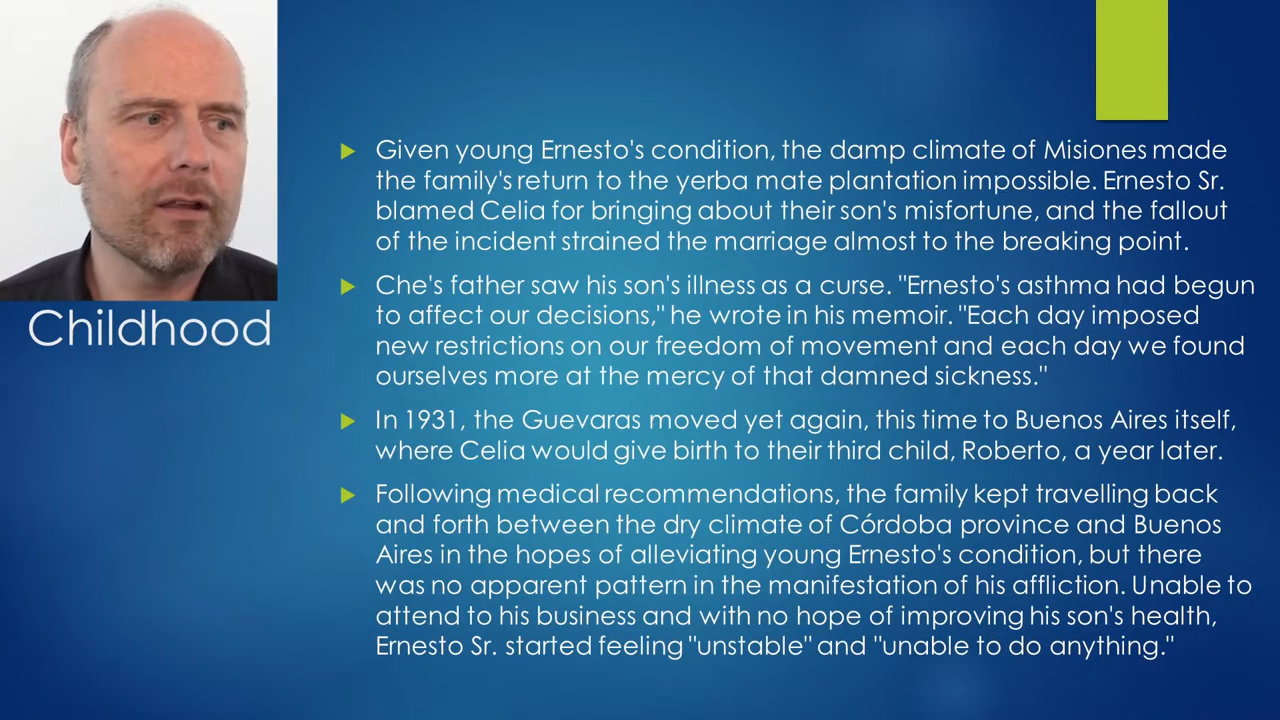 Childhood
Given young Ernesto's condition, the damp climate of Misiones made
the family's return to the yerba mate plantation impossible. Ernesto Sr.
blamed Celia for bringing about their son's misfortune, and the fallout
of the incident strained the marriage almost to the breaking point.
Che's father saw his son's illness as a curse. "Ernesto's asthma had begun
to affect our decisions," he wrote in his memoir. "Each day imposed
new restrictions on our freedom of movement and each day we found
ourselves more at the mercy of that damned sickness."
In 1931, the Guevaras moved yet again, this time to Buenos Aires itself,
where Celia would give birth to their third child, Roberto, a year later.
Following medical recommendations, the family kept travelling back
and forth between the dry climate of Córdoba province and Buenos
Aires in the hopes of alleviating young Ernesto's condition, but there
was no apparent pattern in the manifestation of his affliction. Unable to
attend to his business and with no hope of improving his son's health,
Ernesto Sr. started feeling "unstable" and "unable to do anything."